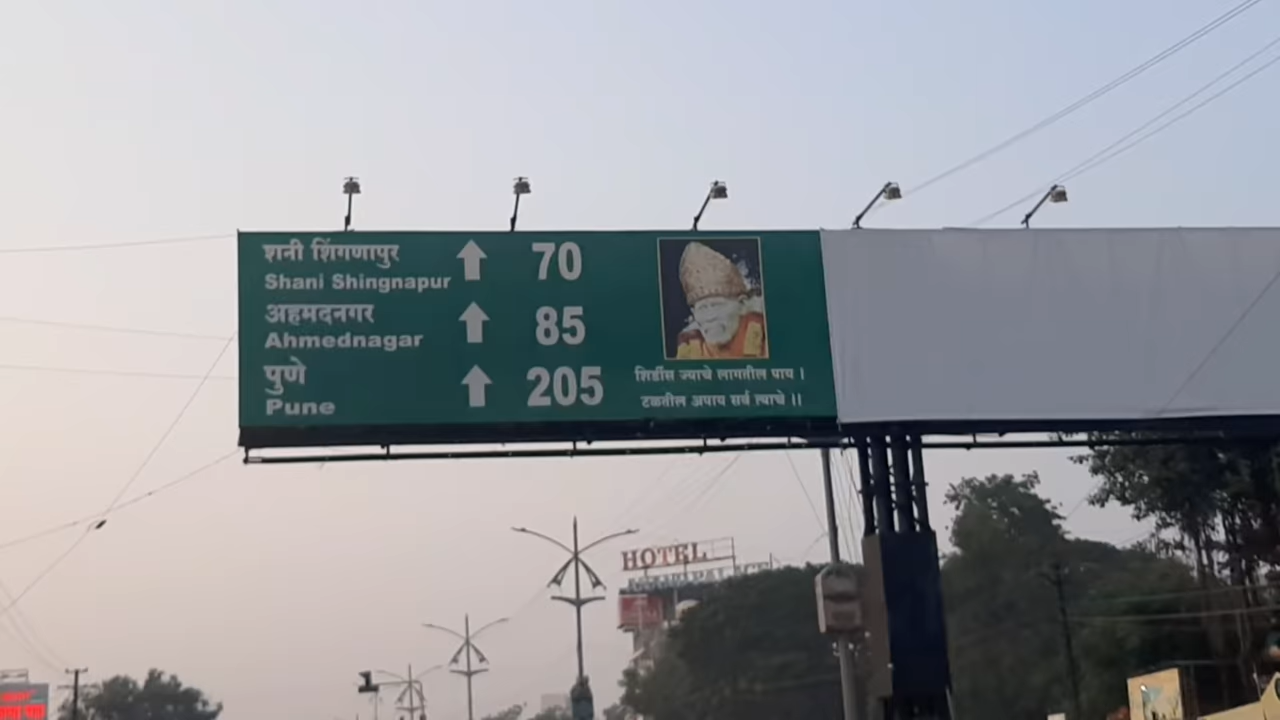 शनी शिंगणापुर
Shani Shingnapur
70
अहमदनगर
Ahmednagar
85
पुणे
Pune
205
शिर्डीस ज्याचे लागतील पाय ।
टळतील अपाय सर्व त्याचे ।।
HOTEL